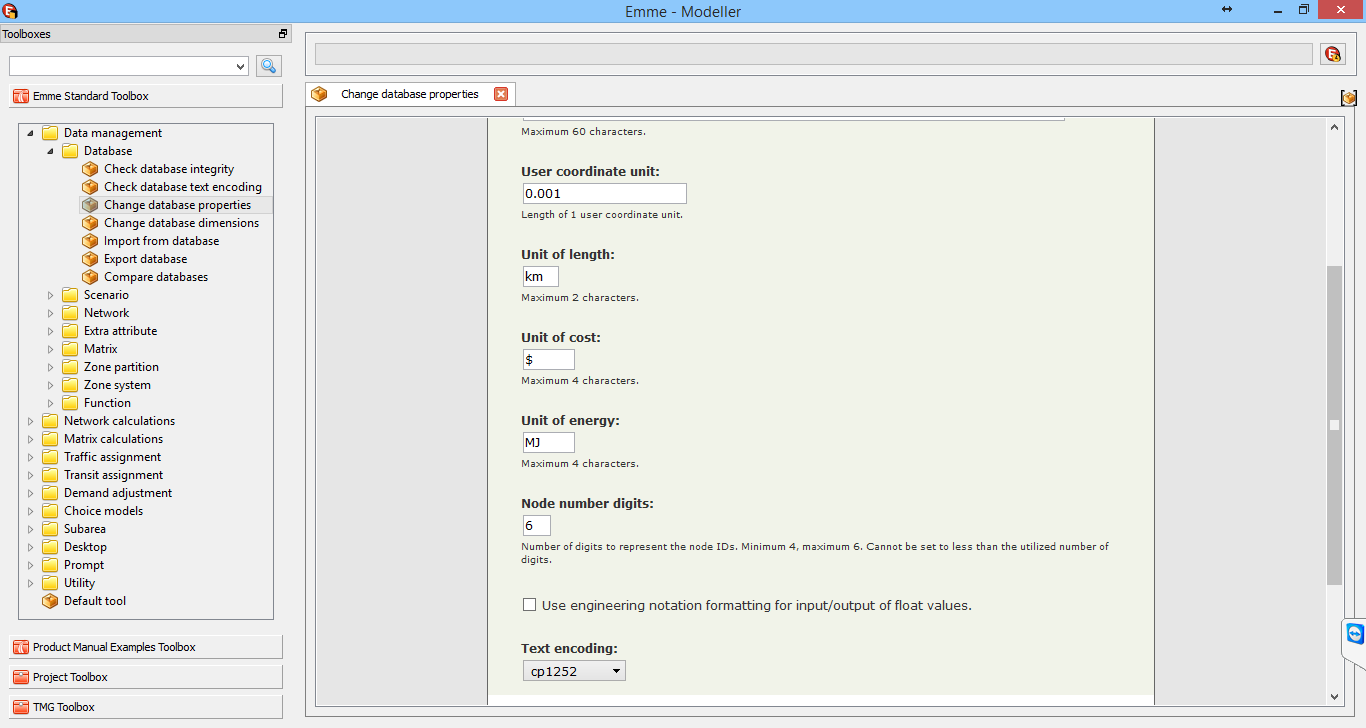 Emme - Modeller
Toolboxes
Emme Standard Toolbox
Data management
Database
Check database integrity
Check database text encoding
Change database properties
Change database dimensions
Import from database
Export database
Compare databases
Scenario
Network
Extra attribute
Matrix
Zone partition
Zone system
Function
Network calculations
Matrix calculations
Traffic assignment
Transit assignment
Demand adjustment
Choice models
Subarea
Desktop
Prompt
Utility
Default tool
Product Manual Examples Toolbox
Project Toolbox
TMG Toolbox
Change database properties
Maximum 60 characters.
User coordinate unit:
0.001
Length of 1 user coordinate unit.
Unit of length:
km
Maximum 2 characters.
Unit of cost:
$
Maximum 4 characters.
Unit of energy:
MJ
Maximum 4 characters.
Node number digits:
6
Number of digits to represent the node IDs. Minimum 4, maximum 6. Cannot be set to less than the utilized number of
digits.
Use engineering notation formatting for input/output of float values.
Text encoding:
cp1252